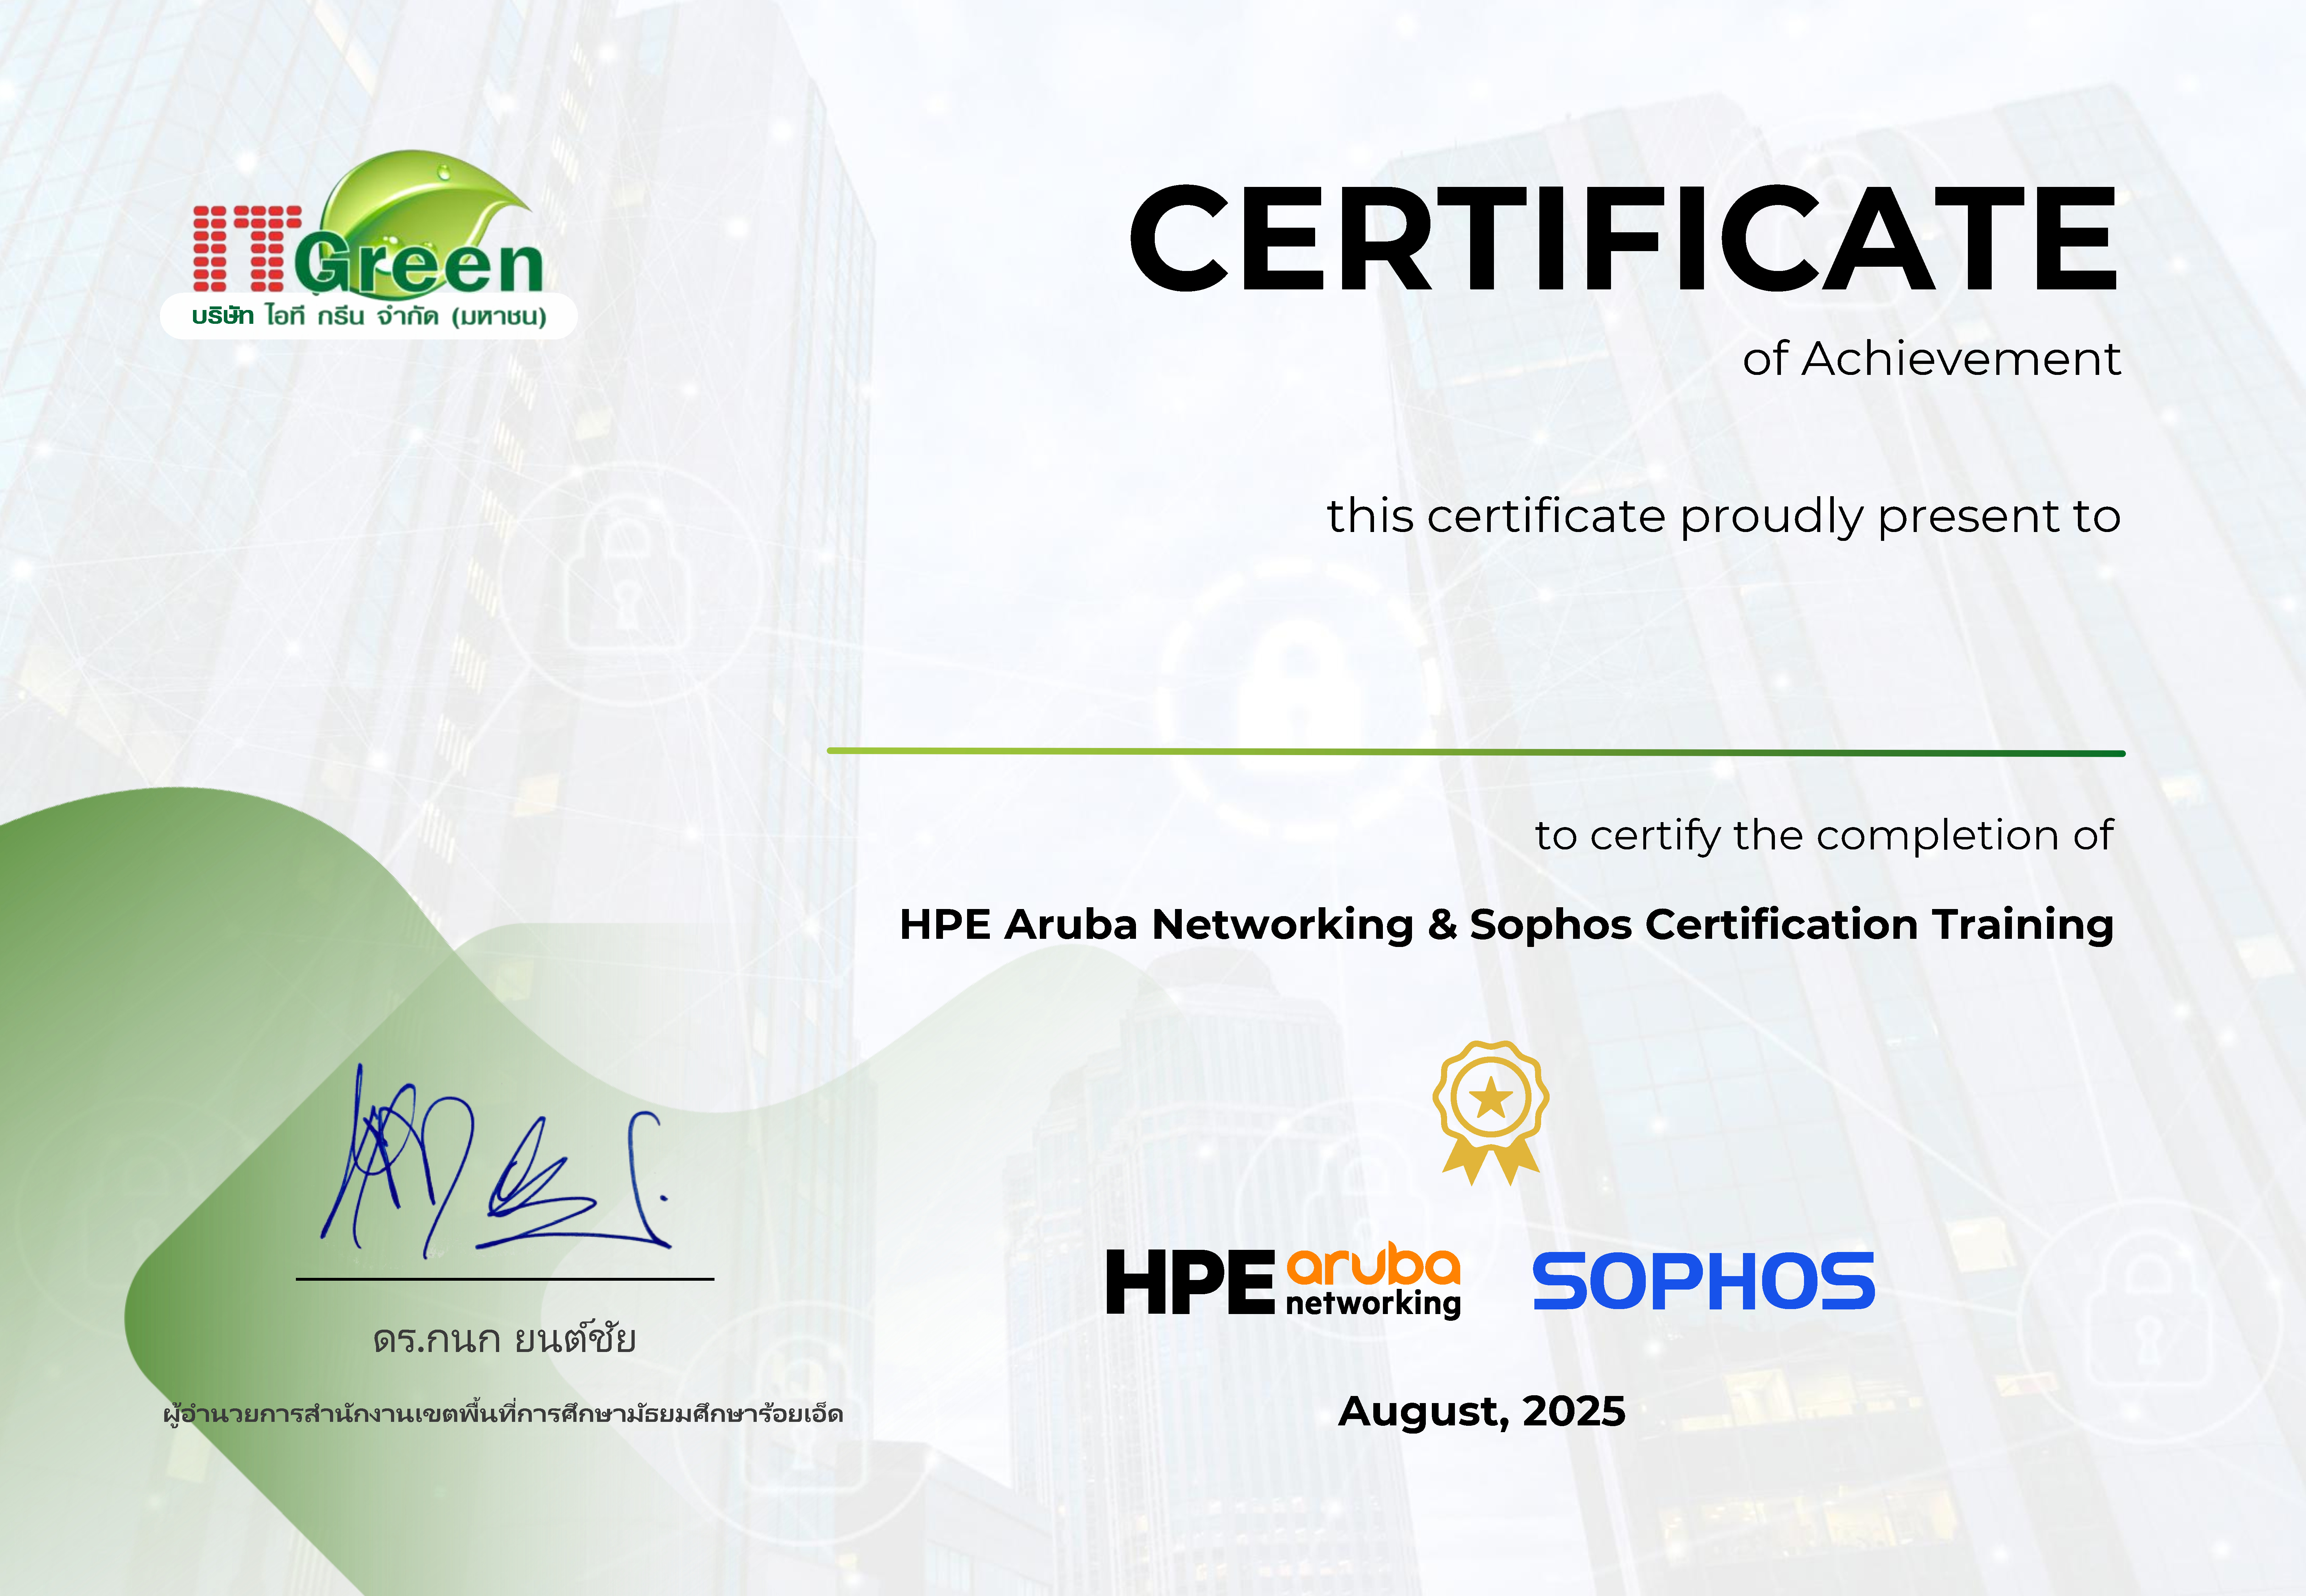 ITGreen
บริษัท ไอที กรีน จำกัด (มหาชน)
CERTIFICATE
of Achievement
this certificate proudly present to
to certify the completion of
HPE Aruba Networking & Sophos Certification Training
HPE aruba networking
SOPHOS
ดร.กนก ยนต์ชัย
ผู้อำนวยการสำนักงานเขตพื้นที่การศึกษามัธยมศึกษาร้อยเอ็ด
August, 2025